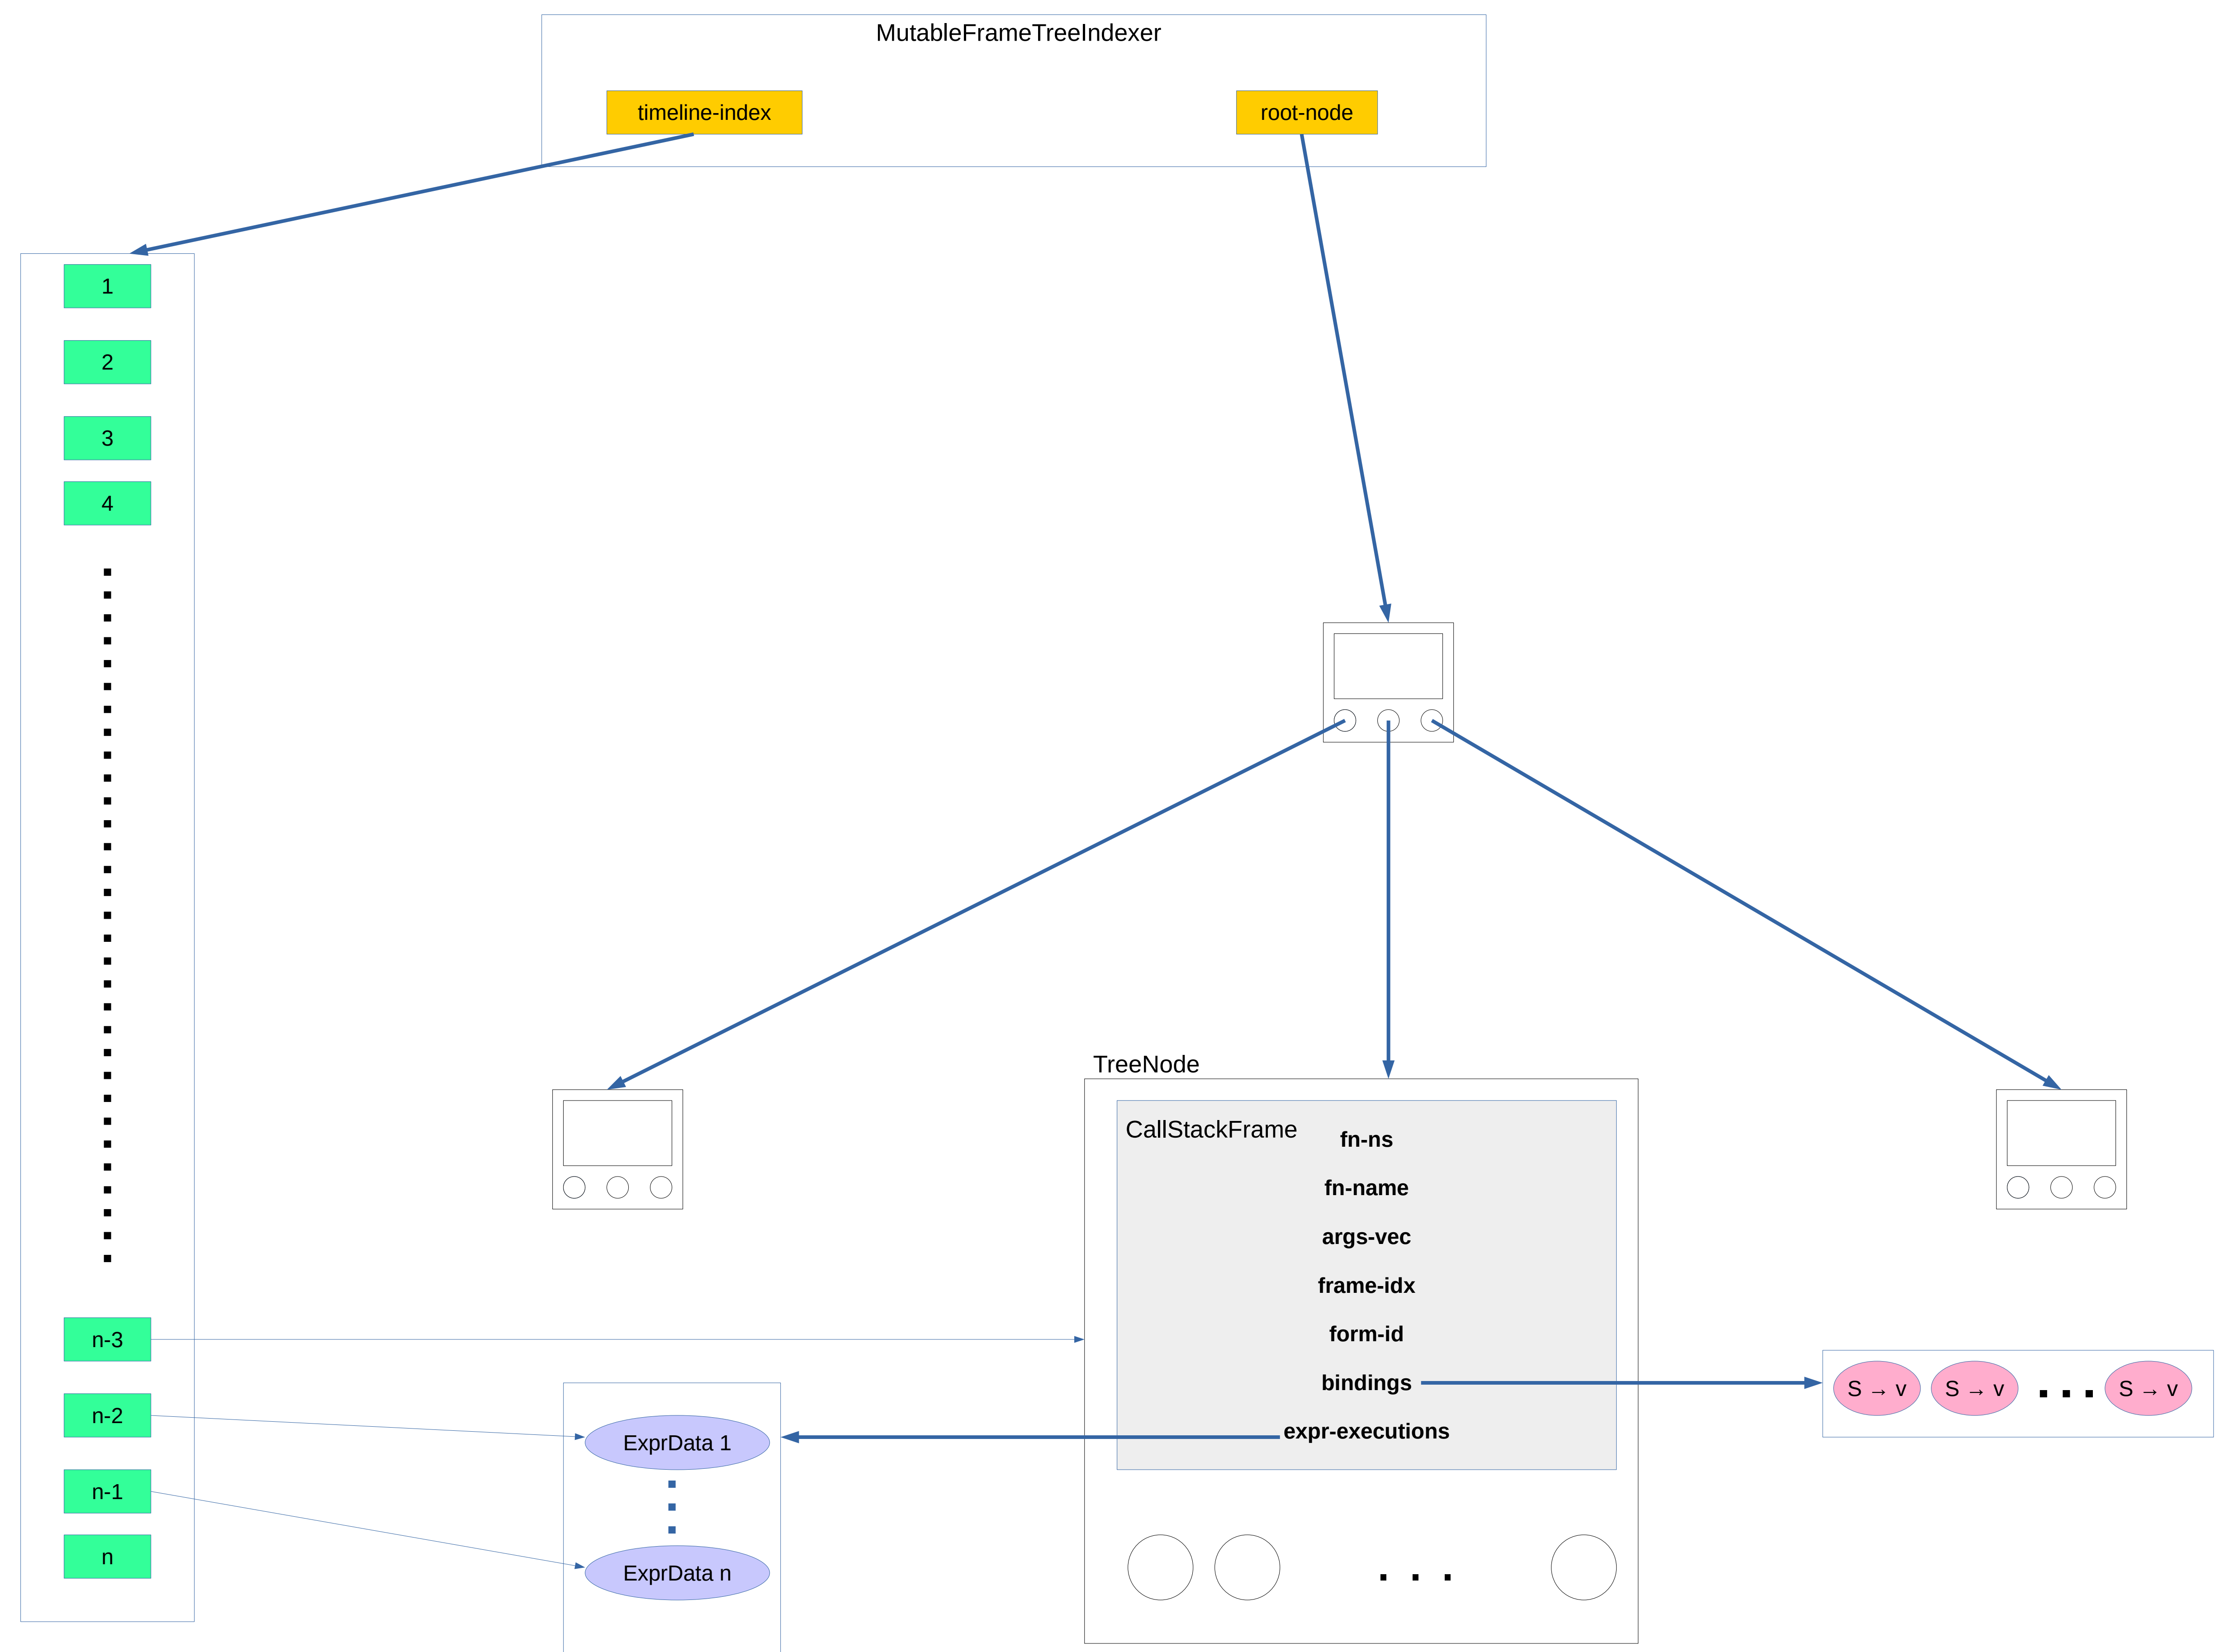 MutableFrameTreeIndexer
timeline-index
root-node
1
2
3
4
n-3
n-2
n-1
n
TreeNode
CallStackFrame
fn-ns
fn-name
args-vec
frame-idx
form-id
bindings
expr-executions
ExprData 1
ExprData n
S → v
S → v
S → v